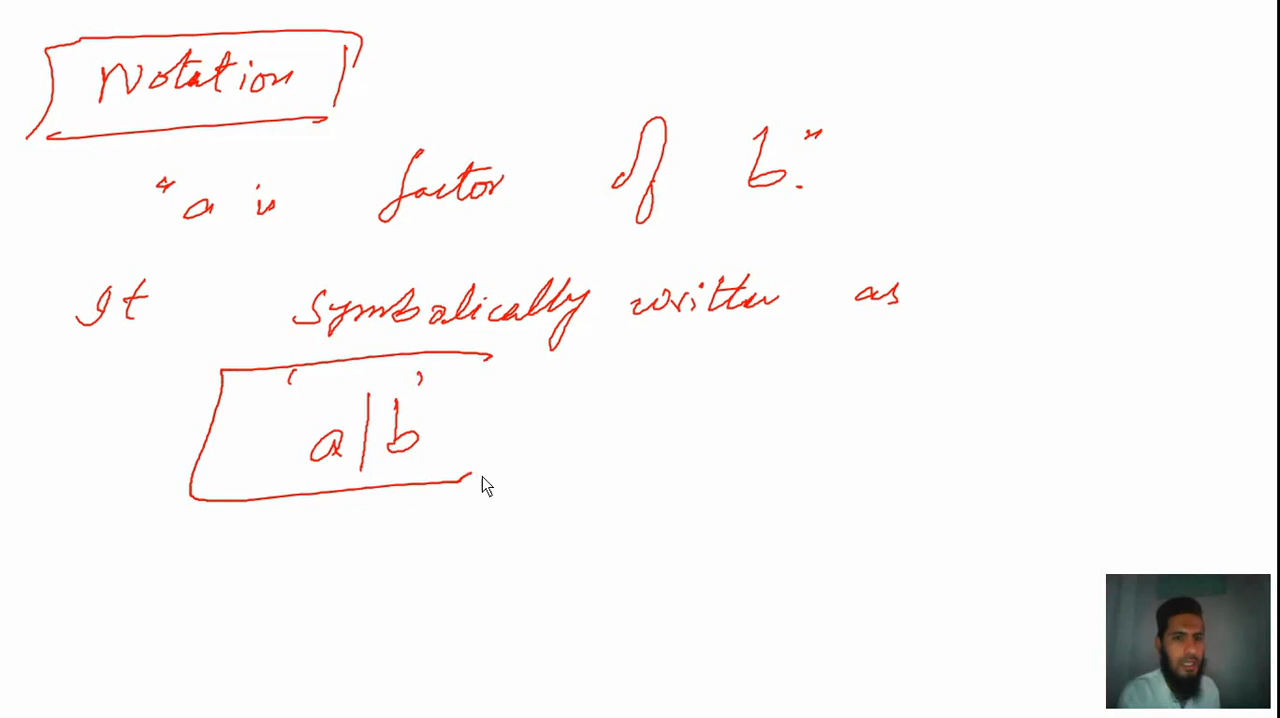 Notation
"a is factor of b."
It symbolically written as
a|b